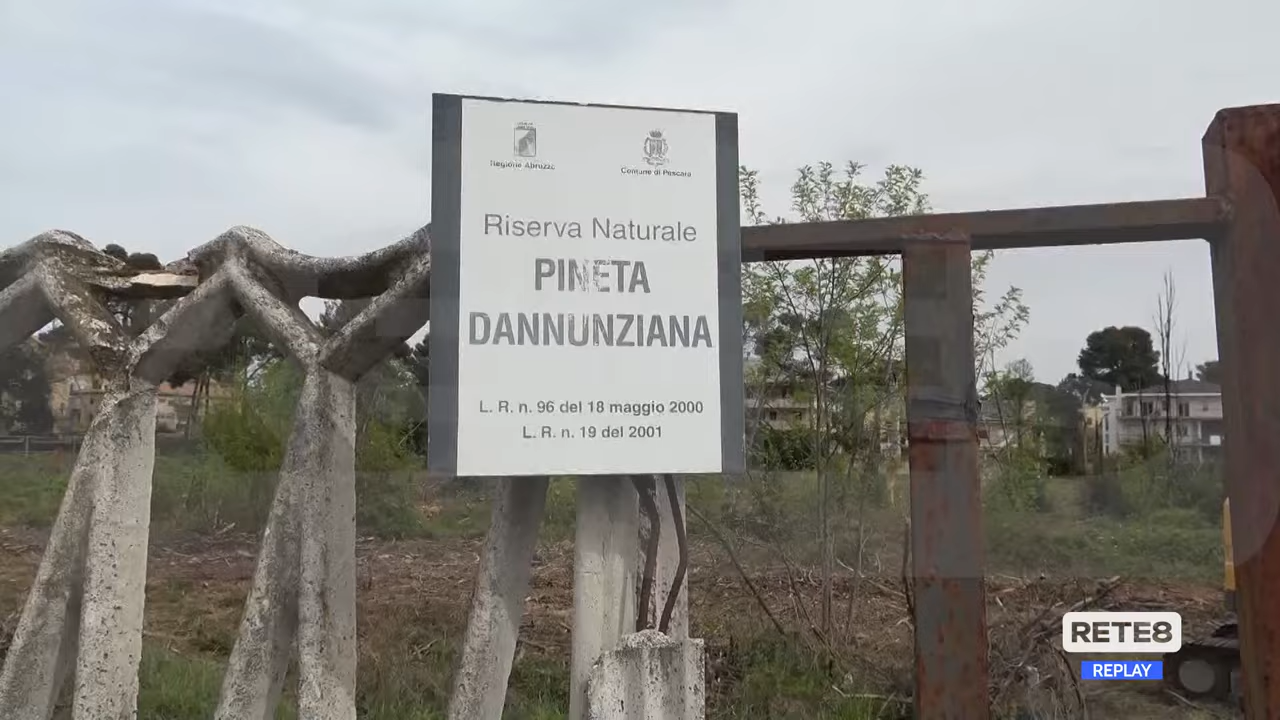 Regione Abruzzo
Comune di Pescara
Riserva Naturale
PINETA
DANNUNZIANA
L. R. n. 96 del 18 maggio 2000
L. R. n. 19 del 2001
RETE8
REPLAY